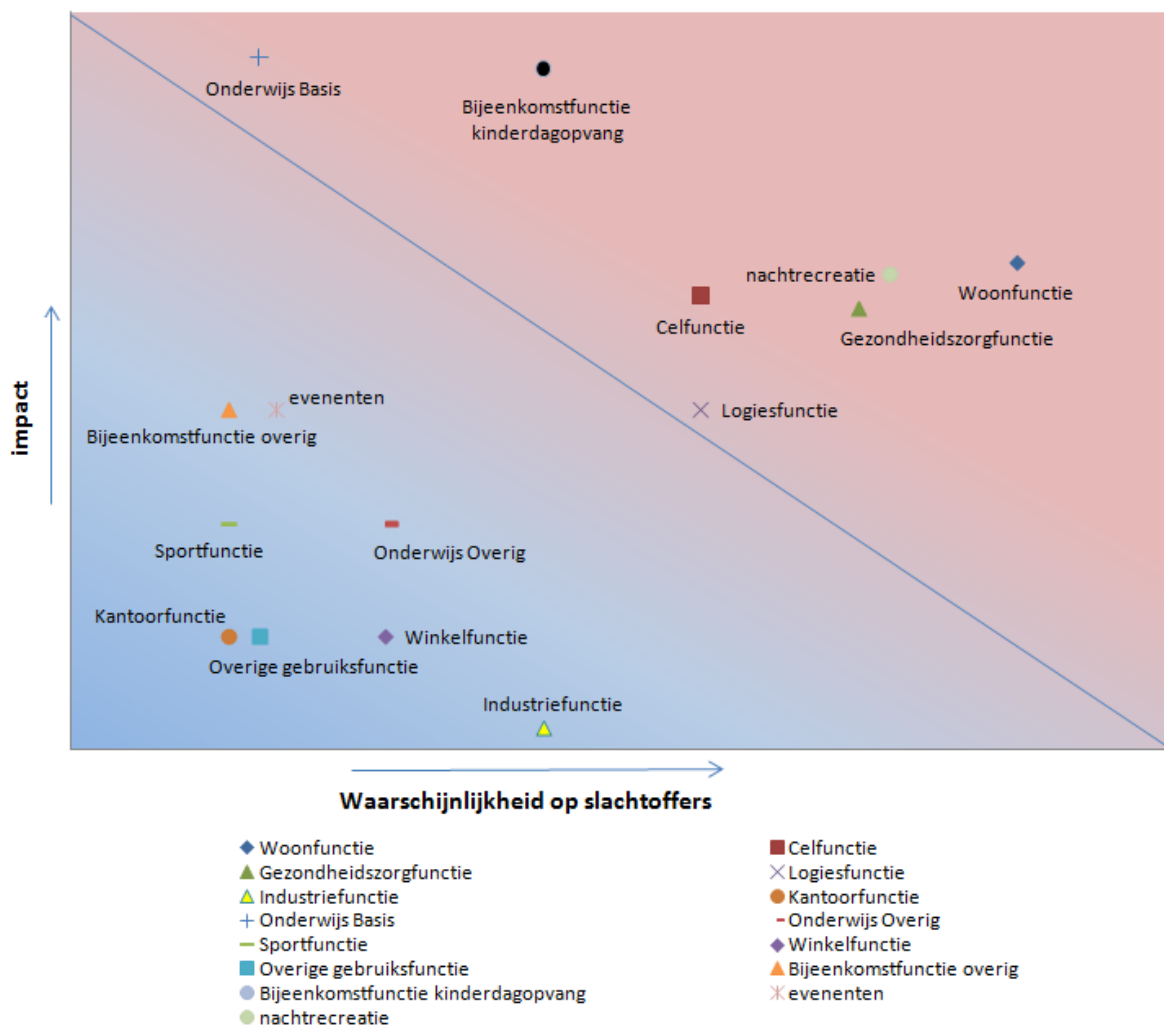 Onderwijs Basis
Bijeenkomstfunctie
kinderdagopvang
nachtrecreatie
Woonfunctie
Celfunctie
Gezondheidszorgfunctie
impact
evenenten
Logiesfunctie
Bijeenkomstfunctie overig
Sportfunctie
Onderwijs Overig
Kantoorfunctie
Winkelfunctie
Overige gebruiksfunctie
Industriefunctie
Waarschijnlijkheid op slachtoffers
Woonfunctie
Celfunctie
Gezondheidszorgfunctie
Logiesfunctie
Industriefunctie
Kantoorfunctie
Onderwijs Basis
Onderwijs Overig
Sportfunctie
Winkelfunctie
Overige gebruiksfunctie
Bijeenkomstfunctie overig
Bijeenkomstfunctie kinderdagopvang
evenenten
nachtrecreatie